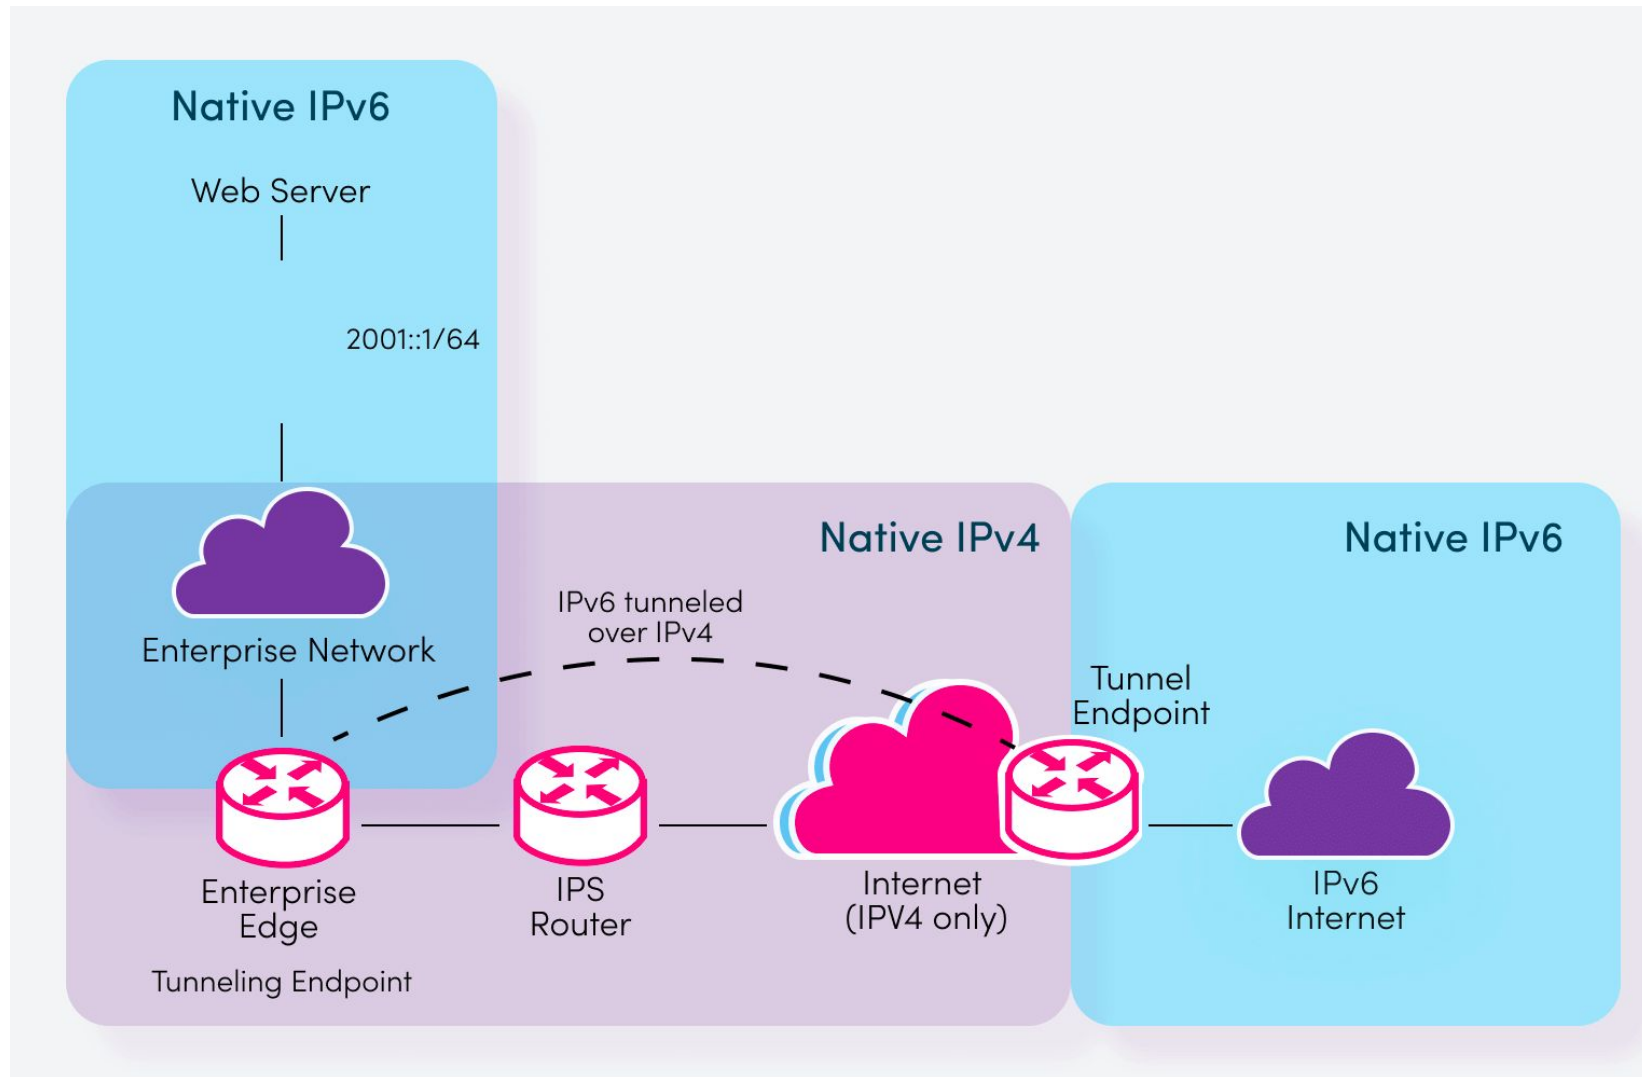 Native IPv6
Web Server
2001::1/64
Enterprise Network
Native IPv4
Native IPv6
IPv6 tunneled
over IPv4
Tunnel
Endpoint
Enterprise
Edge
Tunneling Endpoint
IPS
Router
Internet
(IPV4 only)
IPv6
Internet